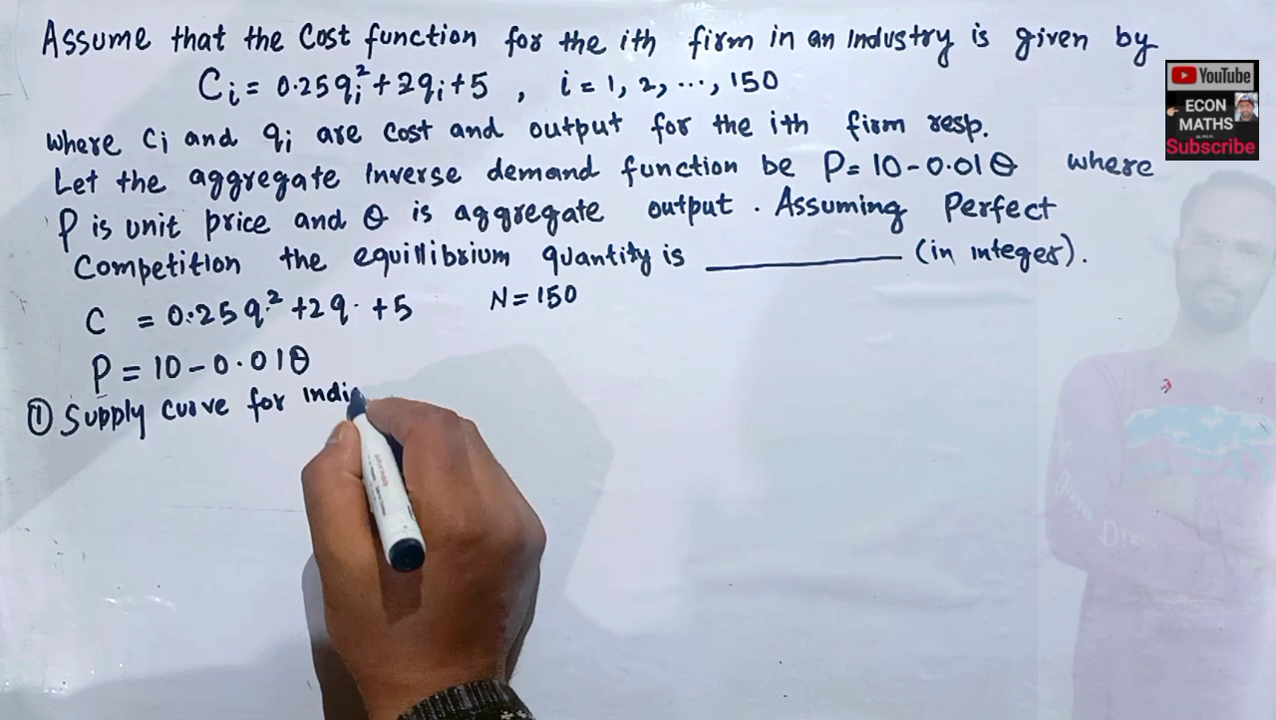 Assume that the Cost function for the ith firm in an Industry is given by
Ci = 0.25qi² + 2qi + 5 , i = 1, 2, ..., 150
where Ci and qi are Cost and output for the ith firm resp.
Let the aggregate Inverse demand function be P = 10 - 0.01Q where
P is unit price and Q is aggregate output . Assuming Perfect
Competition the equillibrium quantity is ________ (in integer).
C = 0.25q² + 2q + 5 N = 150
P = 10 - 0.01Q
① Supply curve for indi
YouTube
ECON
MATHS
Subscribe